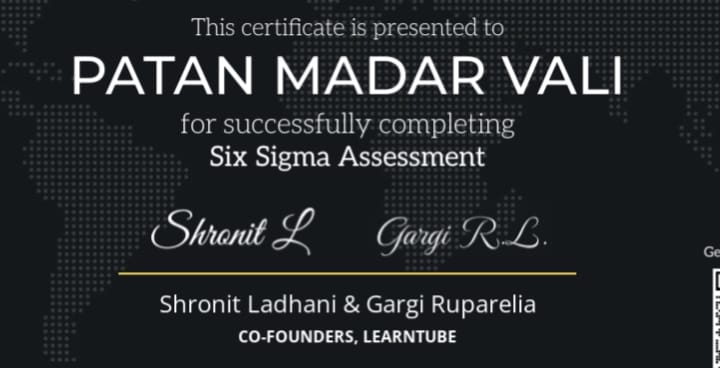 This certificate is presented to
PATAN MADAR VALI
for successfully completing
Six Sigma Assessment
Shronit L Gargi R.L.
Shronit Ladhani & Gargi Ruparelia
CO-FOUNDERS, LEARNTUBE